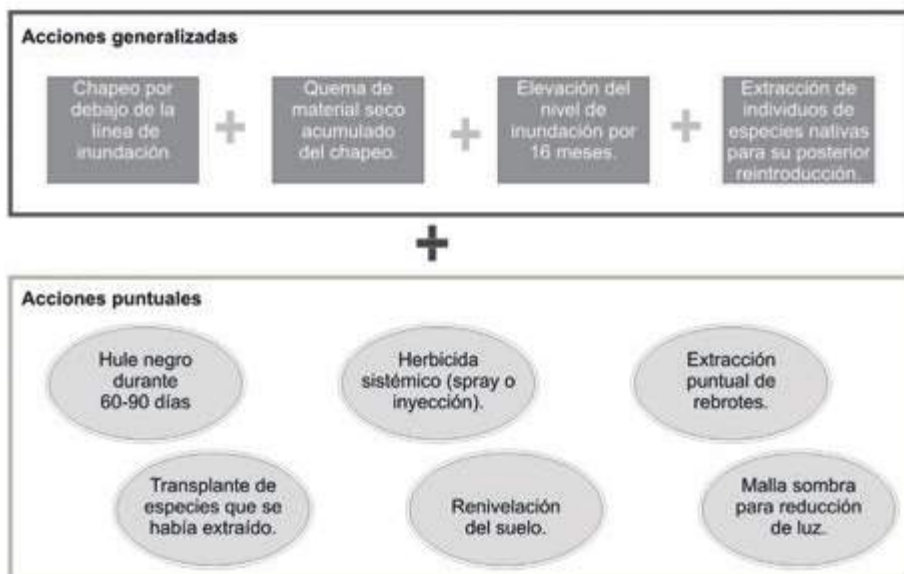 Acciones generalizadas
Chapeo por
debajo de la
línea de
inundación
+
Quema de
material seco
acumulado
del chapeo.
+
Elevación del
nivel de
inundación por
16 meses.
+
Extracción de
individuos de
especies nativas
para su posterior
reintroducción.
+
Acciones puntuales
Hule negro
durante
60-90 días
Herbicida
sistémico (spray o
inyección).
Extracción
puntual de
rebrotes.
Transplante de
especies que se
había extraído.
Renivelación
del suelo.
Malla sombra
para reducción
de luz.